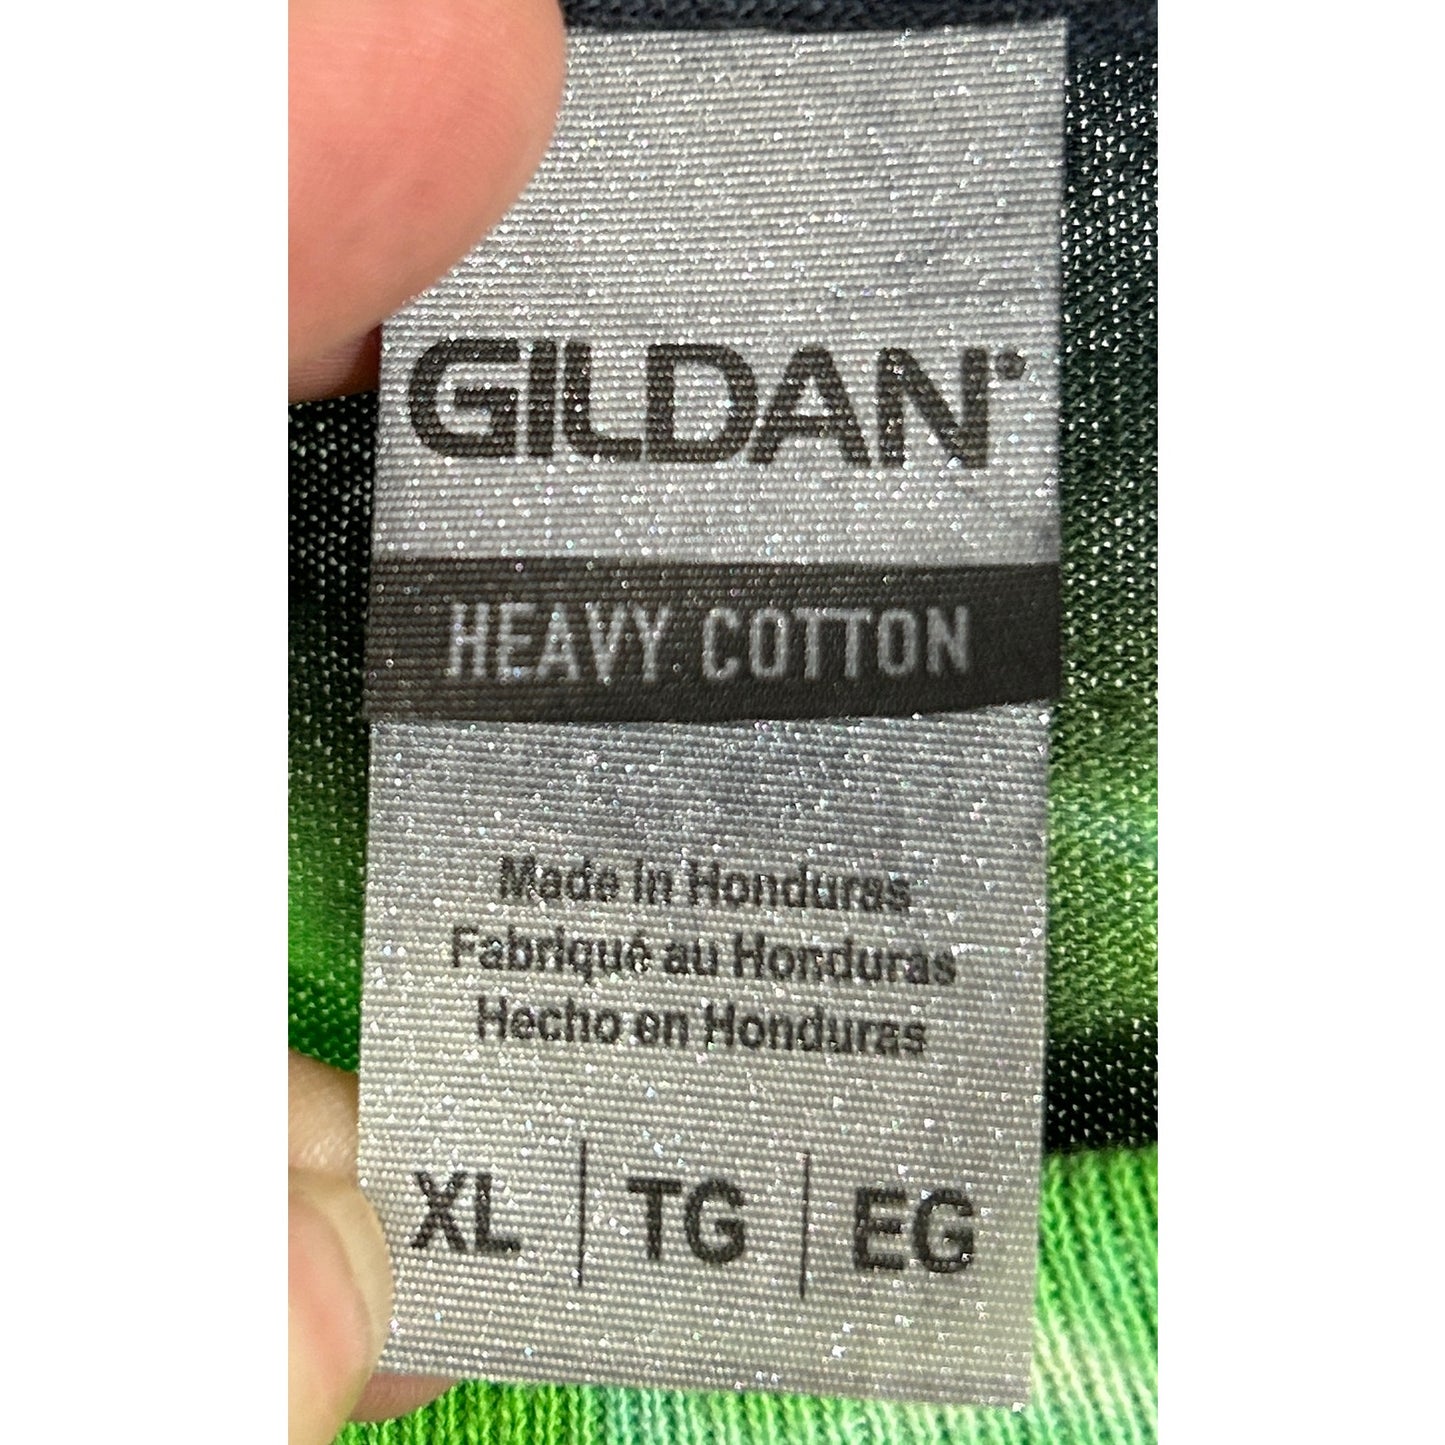 GILDAN®
HEAVY COTTON
Made in Honduras
Fabriqué au Honduras
Hecho en Honduras
XL | TG | EG